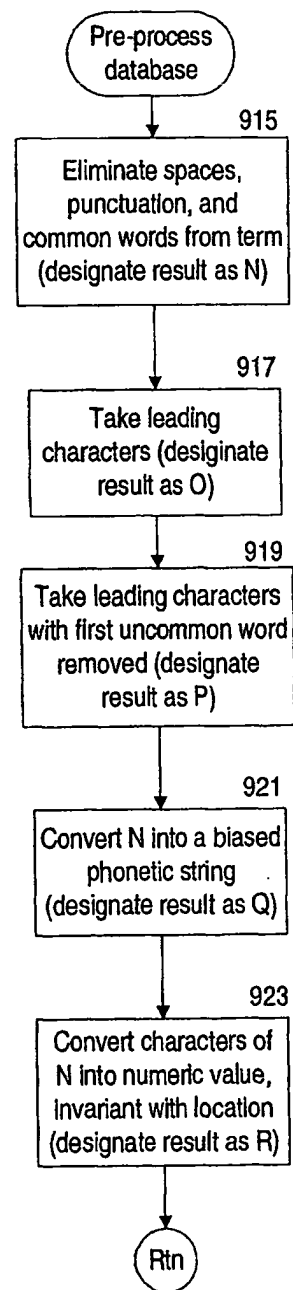 Pre-process
database
915
Eliminate spaces,
punctuation, and
common words from term
(designate result as N)
917
Take leading
characters (desiginate
result as O)
919
Take leading characters
with first uncommon word
removed (designate
result as P)
921
Convert N into a biased
phonetic string
(designate result as Q)
923
Convert characters of
N into numeric value,
invariant with location
(designate result as R)
Rtn